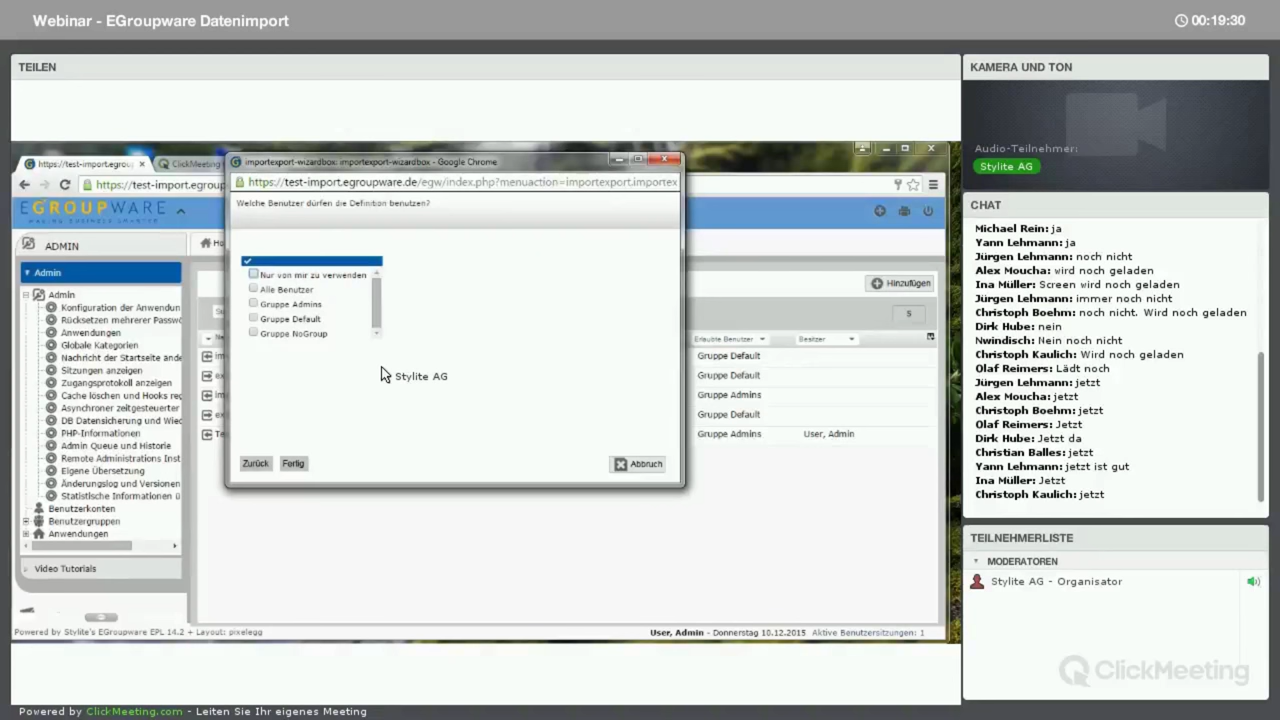 Webinar - EGroupware Datenimport
00:19:30
TEILEN
https://test-import.egroup
ClickMeeting
https://test-import.egroup
EGROUPWARE
ADMIN
Admin
Admin
Konfiguration der Anwendun
Rücksetzen mehrerer Passwo
Anwendungen
Globale Kategorien
Nachricht der Startseite ande
Sitzungen anzeigen
Zugangsprotokoll anzeigen
Cache löschen und Hooks reg
Asynchroner zeitgesteuerter
DB Datensicherung und Wied
PHP-Informationen
Admin Queue und Historie
Remote Administrations Inst
Eigene Übersetzung
Änderungslog und Versionen
Statistische Informationen ü
Benutzerkonten
Benutzergruppen
Anwendungen
Video Tutorials
importexport-wizardbox: importexport-wizardbox - Google Chrome
https://test-import.egroupware.de/egw/index.php?menuaction=importexport.importex
Welche Benutzer dürfen die Definition benutzen?
Nur von mir zu verwenden
Alle Benutzer
Gruppe Admins
Gruppe Default
Gruppe NoGroup
Stylite AG
Zurück
Fertig
Abbruch
Hinzufügen
5
Erlaubte Benutzer
Besitzer
Gruppe Default
Gruppe Default
Gruppe Admins
Gruppe Default
Gruppe Admins
User, Admin
Powered by Stylite's EGroupware EPL 14.2 + Layout: pixelegg
User, Admin - Donnerstag 10.12.2015 Aktive Benutzersitzungen: 1
KAMERA UND TON
Audio-Teilnehmer:
Stylite AG
CHAT
Michael Rein: ja
Yann Lehmann: ja
Jürgen Lehmann: noch nicht
Alex Moucha: wird noch geladen
Ina Müller: Screen wird noch geladen
Jürgen Lehmann: immer noch nicht
Christoph Boehm: noch nicht. Wird noch geladen
Dirk Hube: nein
Nwindisch: Nein noch nicht
Christoph Kaulich: Wird noch geladen
Olaf Reimers: Lädt noch
Jürgen Lehmann: jetzt
Alex Moucha: jetzt
Christoph Boehm: jetzt
Olaf Reimers: Jetzt
Dirk Hube: Jetzt da
Christian Balles: jetzt
Yann Lehmann: jetzt ist gut
Ina Müller: Jetzt
Christoph Kaulich: jetzt
TEILNEHMERLISTE
MODERATOREN
Stylite AG - Organisator
ClickMeeting
Powered by ClickMeeting.com - Leiten Sie Ihr eigenes Meeting